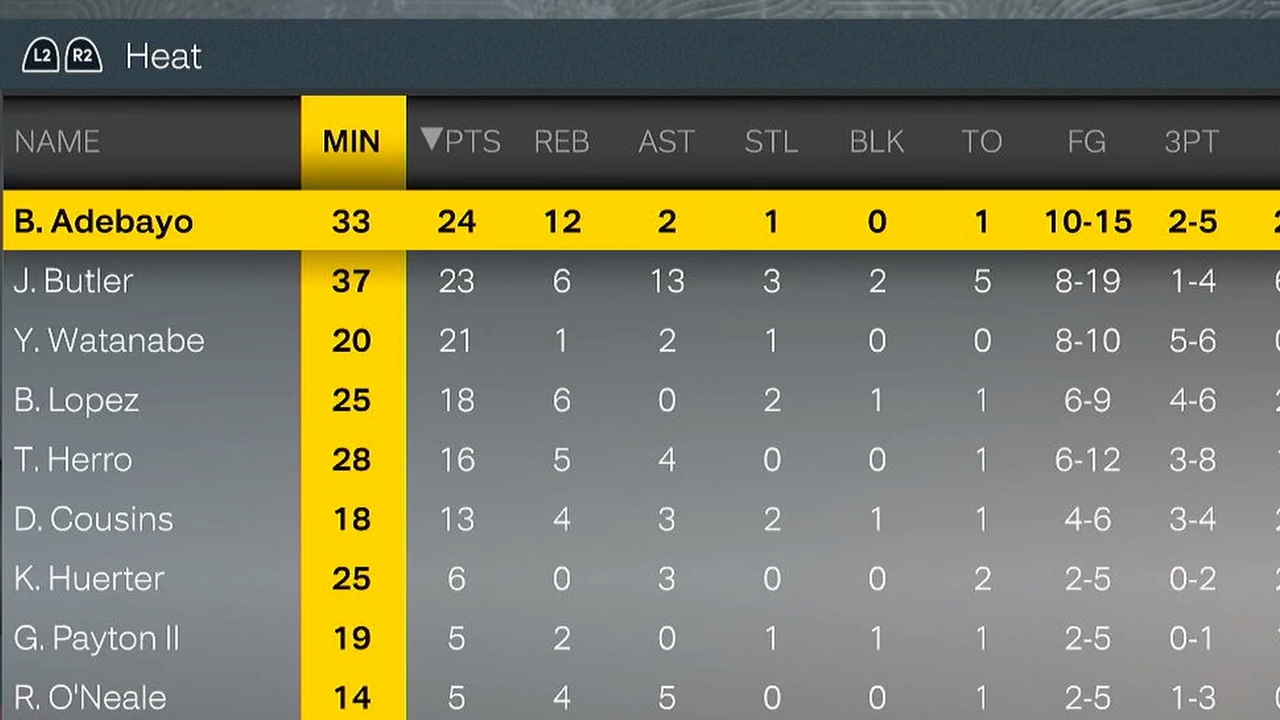 L2 R2 Heat
NAME MIN ▼PTS REB AST STL BLK TO FG 3PT
B. Adebayo 33 24 12 2 1 0 1 10-15 2-5
J. Butler 37 23 6 13 3 2 5 8-19 1-4
Y. Watanabe 20 21 1 2 1 0 0 8-10 5-6
B. Lopez 25 18 6 0 2 1 1 6-9 4-6
T. Herro 28 16 5 4 0 0 1 6-12 3-8
D. Cousins 18 13 4 3 2 1 1 4-6 3-4
K. Huerter 25 6 0 3 0 0 2 2-5 0-2
G. Payton II 19 5 2 0 1 1 1 2-5 0-1
R. O'Neale 14 5 4 5 0 0 1 2-5 1-3